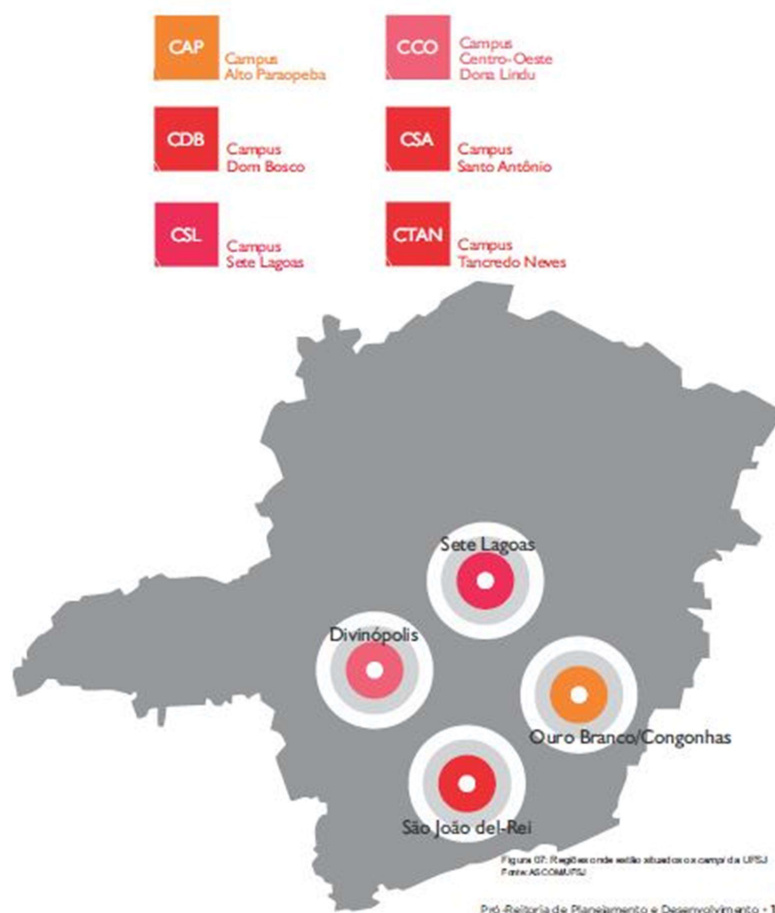 CAP
Campus
Alto Paraopeba
CCO
Campus
Centro-Oeste
Dona Lindu
CDB
Campus
Dom Bosco
CSA
Campus
Santo Antônio
CSL
Campus
Sete Lagoas
CTAN
Campus
Tancredo Neves
Sete Lagoas
Divinópolis
Ouro Branco/Congonhas
São João del-Rei
Figura 07: Regiões onde estão situados os campi da UFSJ
Fonte: ASCOM/UFSJ
Pró-Reitoria de Planejamento e Desenvolvimento • 1